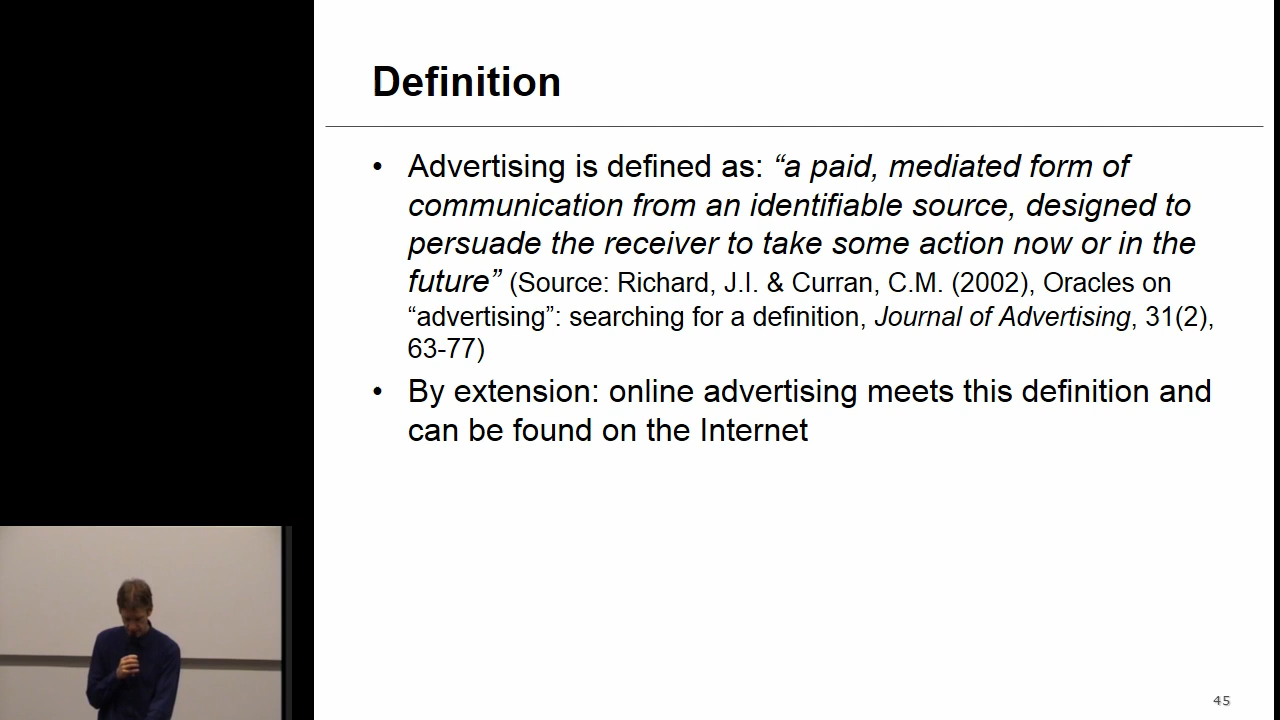 Definition
• Advertising is defined as: “a paid, mediated form of
communication from an identifiable source, designed to
persuade the receiver to take some action now or in the
future” (Source: Richard, J.I. & Curran, C.M. (2002), Oracles on
“advertising”: searching for a definition, Journal of Advertising, 31(2),
63-77)
• By extension: online advertising meets this definition and
can be found on the Internet
45